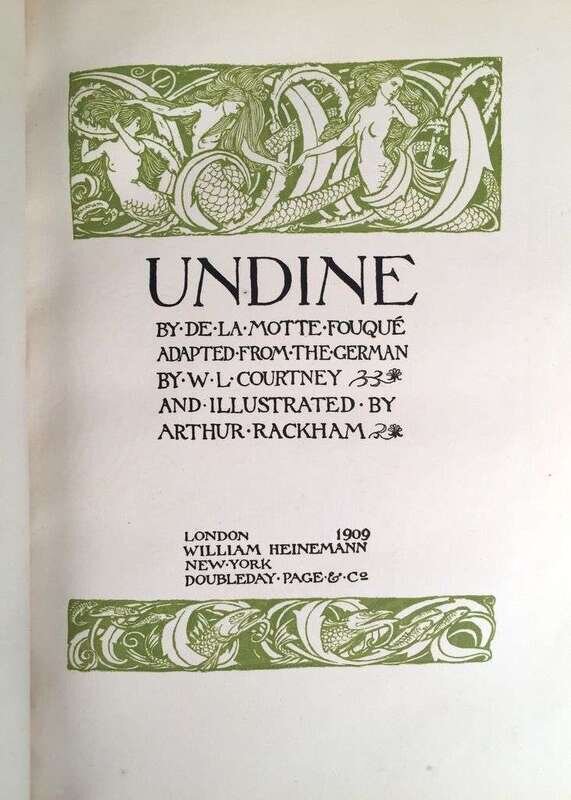 UNDINE
BY·DE·LA·MOTTE·FOUQUÉ
ADAPTED·FROM·THE·GERMAN
BY·W·L·COURTNEY
AND·ILLUSTRATED·BY
ARTHUR·RACKHAM
LONDON 1909
WILLIAM HEINEMANN
NEW·YORK
DOUBLEDAY·PAGE·&·Cº